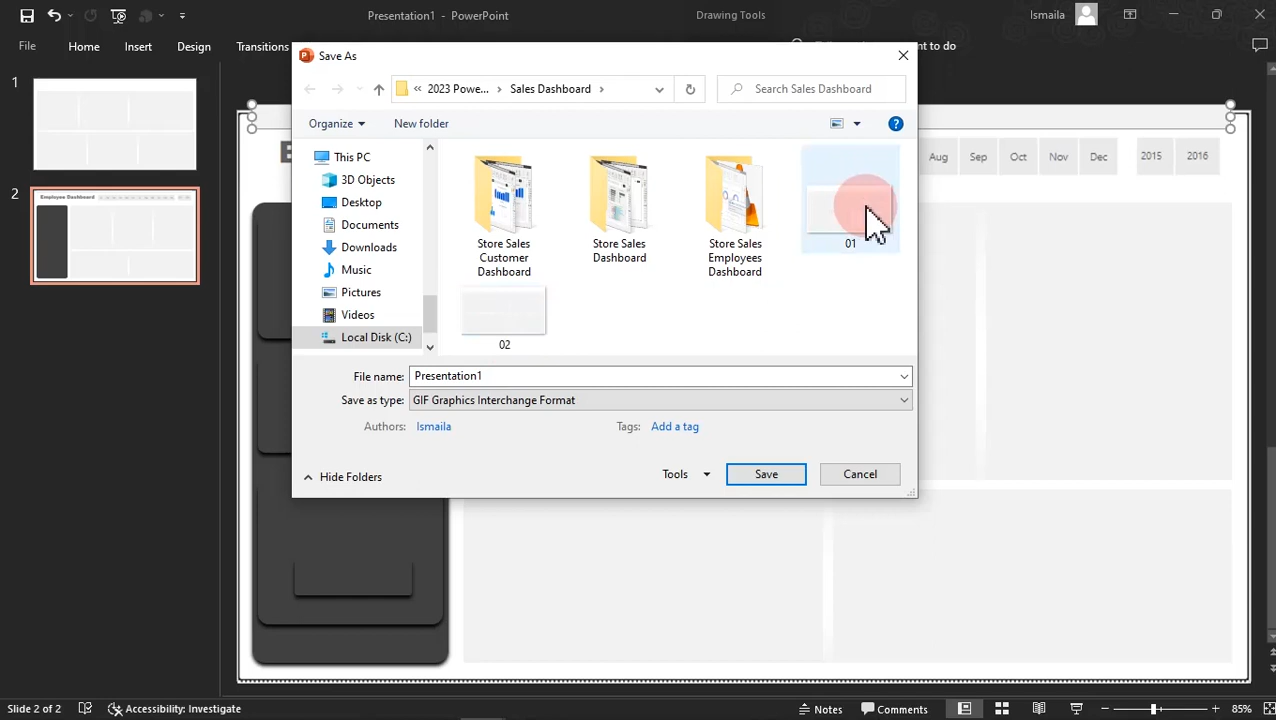 Presentation1 - PowerPoint
Drawing Tools
Ismaila
File
Home
Insert
Design
Transitions
nt to do
Save As
« 2023 Powe... › Sales Dashboard ›
Search Sales Dashboard
Organize
New folder
This PC
3D Objects
Desktop
Documents
Downloads
Music
Pictures
Videos
Local Disk (C:)
Store Sales
Customer
Dashboard
Store Sales
Dashboard
Store Sales
Employees
Dashboard
01
02
File name: Presentation1
Save as type: GIF Graphics Interchange Format
Authors: Ismaila
Tags: Add a tag
Hide Folders
Tools
Save
Cancel
1
2
Employee Dashboard
Aug
Sep
Oct
Nov
Dec
2015
2016
Slide 2 of 2
Accessibility: Investigate
Notes
Comments
85%